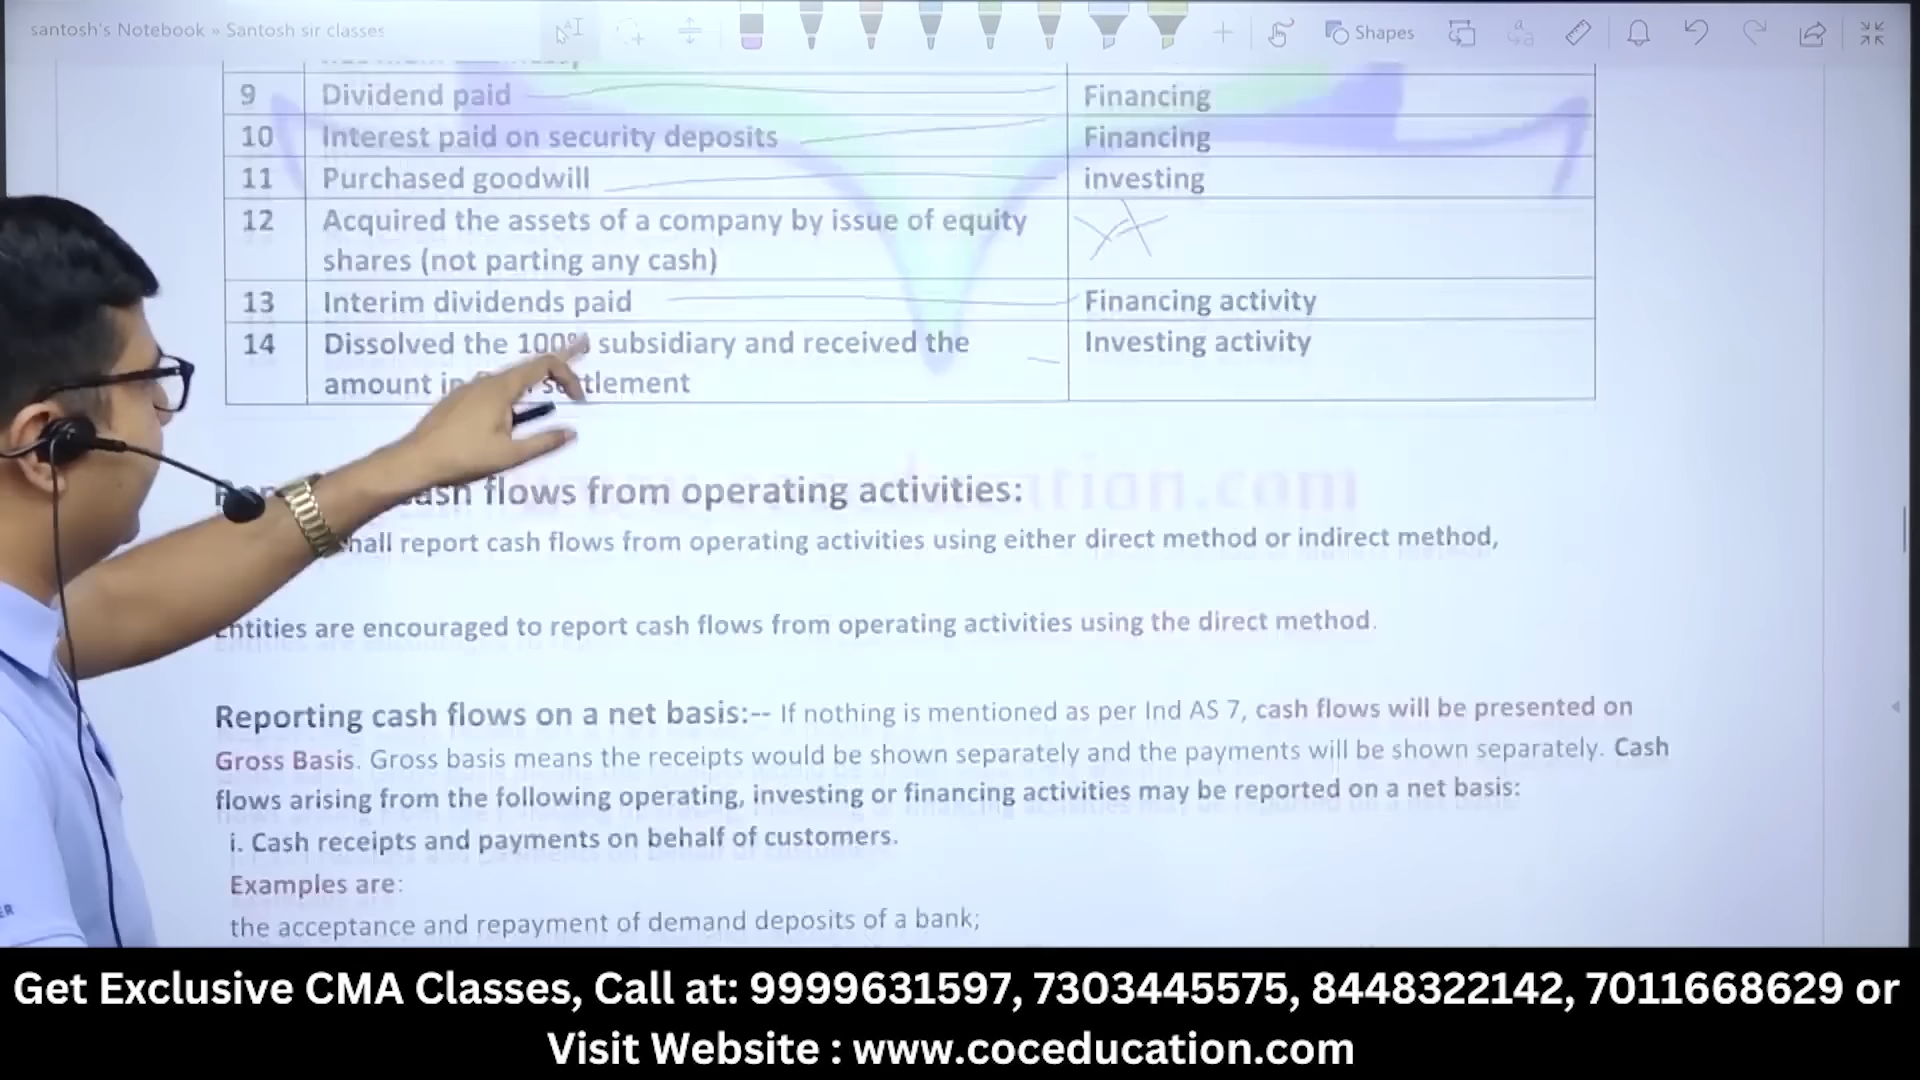 santosh's Notebook » Santosh sir classes
Shapes
9 Dividend paid Financing
10 Interest paid on security deposits Financing
11 Purchased goodwill investing
12 Acquired the assets of a company by issue of equity
shares (not parting any cash)
13 Interim dividends paid Financing activity
14 Dissolved the 100% subsidiary and received the Investing activity
amount in settlement
cash flows from operating activities:
shall report cash flows from operating activities using either direct method or indirect method,
Entities are encouraged to report cash flows from operating activities using the direct method.
Reporting cash flows on a net basis:-- If nothing is mentioned as per Ind AS 7, cash flows will be presented on
Gross Basis. Gross basis means the receipts would be shown separately and the payments will be shown separately. Cash
flows arising from the following operating, investing or financing activities may be reported on a net basis:
i. Cash receipts and payments on behalf of customers.
Examples are:
the acceptance and repayment of demand deposits of a bank;
Get Exclusive CMA Classes, Call at: 9999631597, 7303445575, 8448322142, 7011668629 or
Visit Website : www.coceducation.com